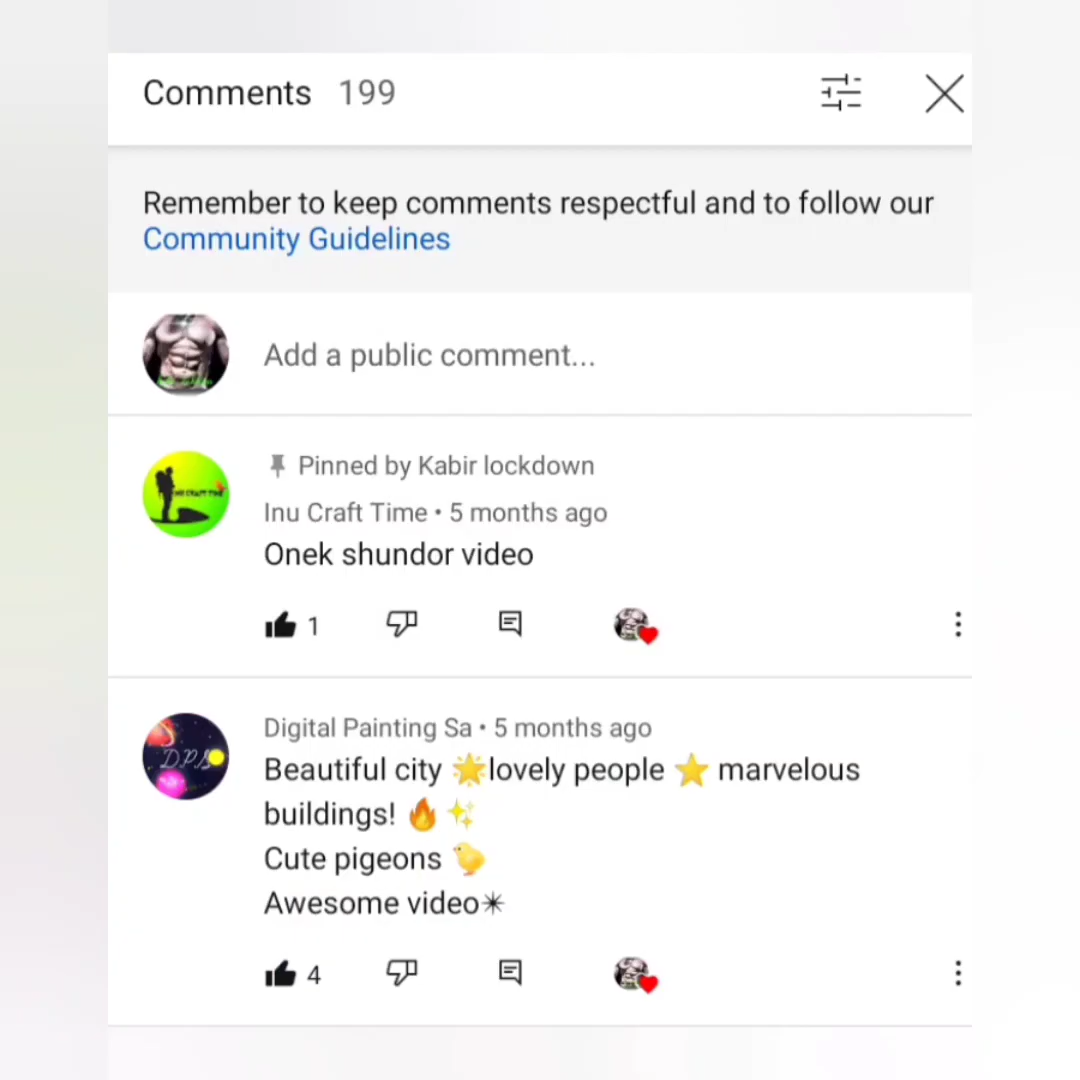 Comments 199
Remember to keep comments respectful and to follow our
Community Guidelines
Add a public comment...
Pinned by Kabir lockdown
Inu Craft Time • 5 months ago
Onek shundor video
1
Digital Painting Sa • 5 months ago
Beautiful city 🌟lovely people ⭐ marvelous
buildings! 🔥✨
Cute pigeons 🐤
Awesome video✴
4